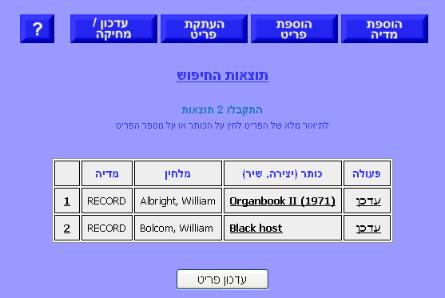 הוספת מדיה
הוספת פריט
העתקת פריט
עדכון / מחיקה
?
תוצאות החיפוש
התקבלו 2 תוצאות
לתיאור מלא של הפריט לחץ על הכותר או על מספר הפריט
פעולה כותר (יצירה, שיר) מלחין מדיה
עדכן Organbook II (1971) Albright, William RECORD 1
עדכן Black host Bolcom, William RECORD 2
עדכון פריט